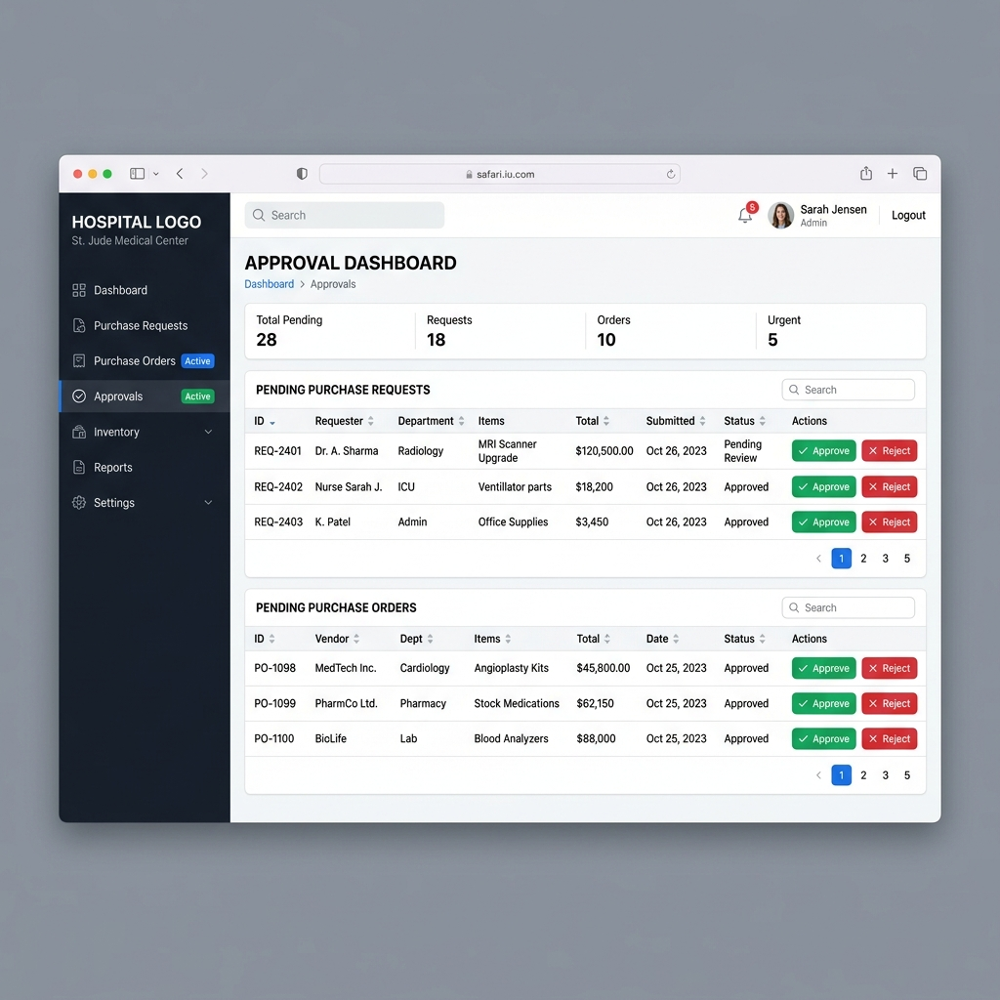 safari.iu.com
HOSPITAL LOGO
St. Jude Medical Center
Dashboard
Purchase Requests
Purchase Orders Active
Approvals Active
Inventory
Reports
Settings
Search
Sarah Jensen
Admin
Logout
APPROVAL DASHBOARD
Dashboard > Approvals
Total Pending Requests Orders Urgent
28 18 10 5
PENDING PURCHASE REQUESTS Search
ID Requester Department Items Total Submitted Status Actions
REQ-2401 Dr. A. Sharma Radiology MRI Scanner Upgrade $120,500.00 Oct 26, 2023 Pending Review Approve Reject
REQ-2402 Nurse Sarah J. ICU Ventillator parts $18,200 Oct 26, 2023 Approved Approve Reject
REQ-2403 K. Patel Admin Office Supplies $3,450 Oct 26, 2023 Approved Approve Reject
1 2 3 5
PENDING PURCHASE ORDERS Search
ID Vendor Dept Items Total Date Status Actions
PO-1098 MedTech Inc. Cardiology Angioplasty Kits $45,800.00 Oct 25, 2023 Approved Appreve Reject
PO-1099 PharmCo Ltd. Pharmacy Stock Medications $62,150 Oct 25, 2023 Approved Appreve Reject
PO-1100 BioLife Lab Blood Analyzers $88,000 Oct 25, 2023 Approved Approve Reject
1 2 3 5